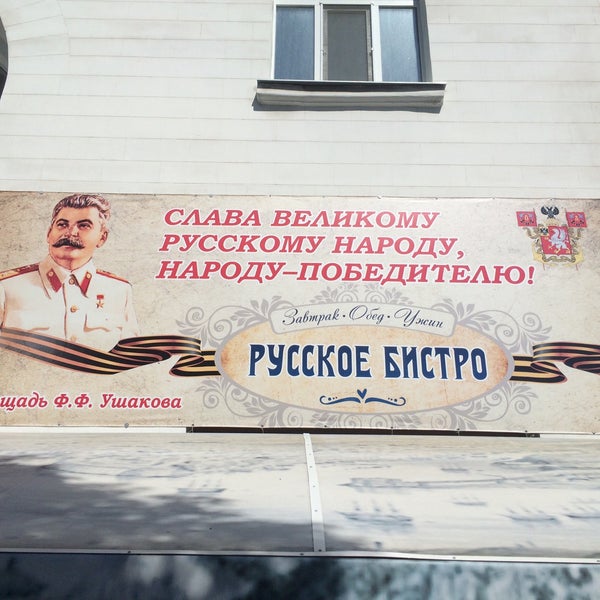 СЛАВА ВЕЛИКОМУ
РУССКОМУ НАРОДУ,
НАРОДУ–ПОБЕДИТЕЛЮ!
Завтрак · Обед · Ужин
РУССКОЕ БИСТРО
щадь Ф.Ф. Ушакова